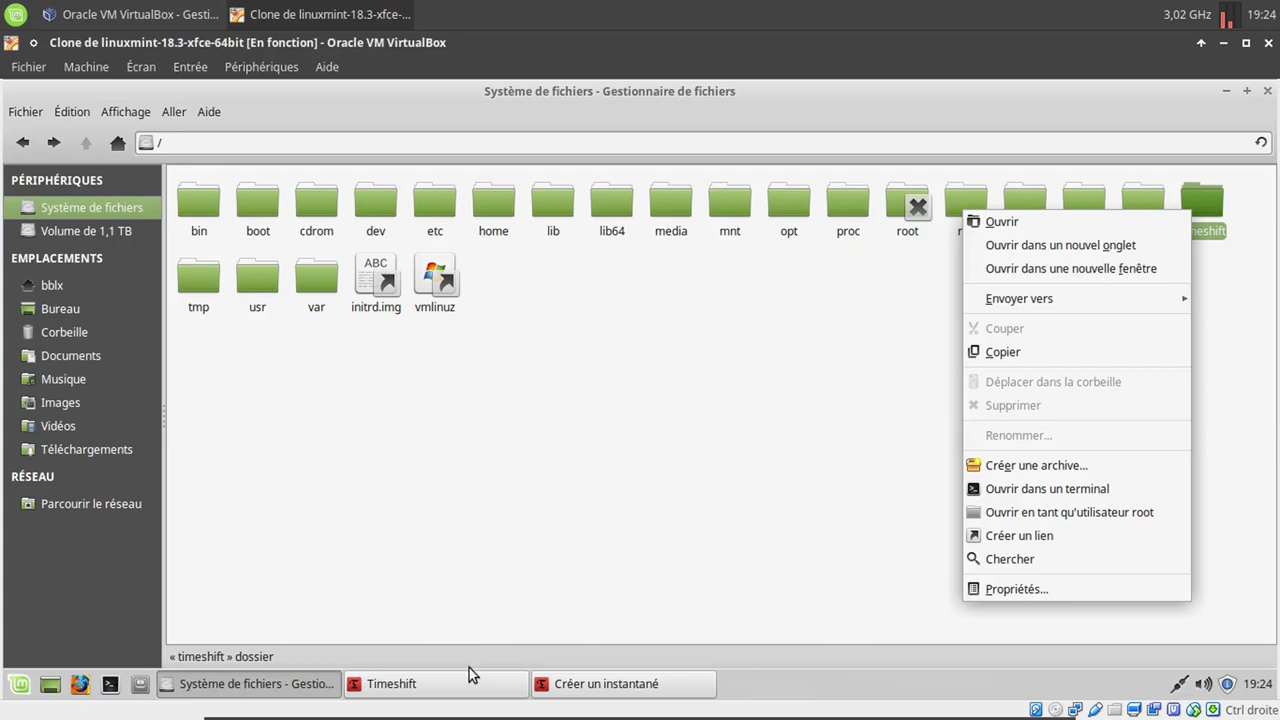 Oracle VM VirtualBox - Gesti...
Clone de linuxmint-18.3-xfce-...
3,02 GHz
19:24
Clone de linuxmint-18.3-xfce-64bit [En fonction] - Oracle VM VirtualBox
Fichier Machine Écran Entrée Périphériques Aide
Système de fichiers - Gestionnaire de fichiers
Fichier Édition Affichage Aller Aide
/
PÉRIPHÉRIQUES
Système de fichiers
Volume de 1,1 TB
EMPLACEMENTS
bblx
Bureau
Corbeille
Documents
Musique
Images
Vidéos
Téléchargements
RÉSEAU
Parcourir le réseau
bin boot cdrom dev etc home lib lib64 media mnt opt proc root
ABC
tmp usr var initrd.img vmlinuz
Ouvrir
Ouvrir dans un nouvel onglet
Ouvrir dans une nouvelle fenêtre
Envoyer vers
Couper
Copier
Déplacer dans la corbeille
Supprimer
Renommer...
Créer une archive...
Ouvrir dans un terminal
Ouvrir en tant qu'utilisateur root
Créer un lien
Chercher
Propriétés...
« timeshift » dossier
Système de fichiers - Gestio...
Timeshift
Créer un instantané
19:24
Ctrl droite